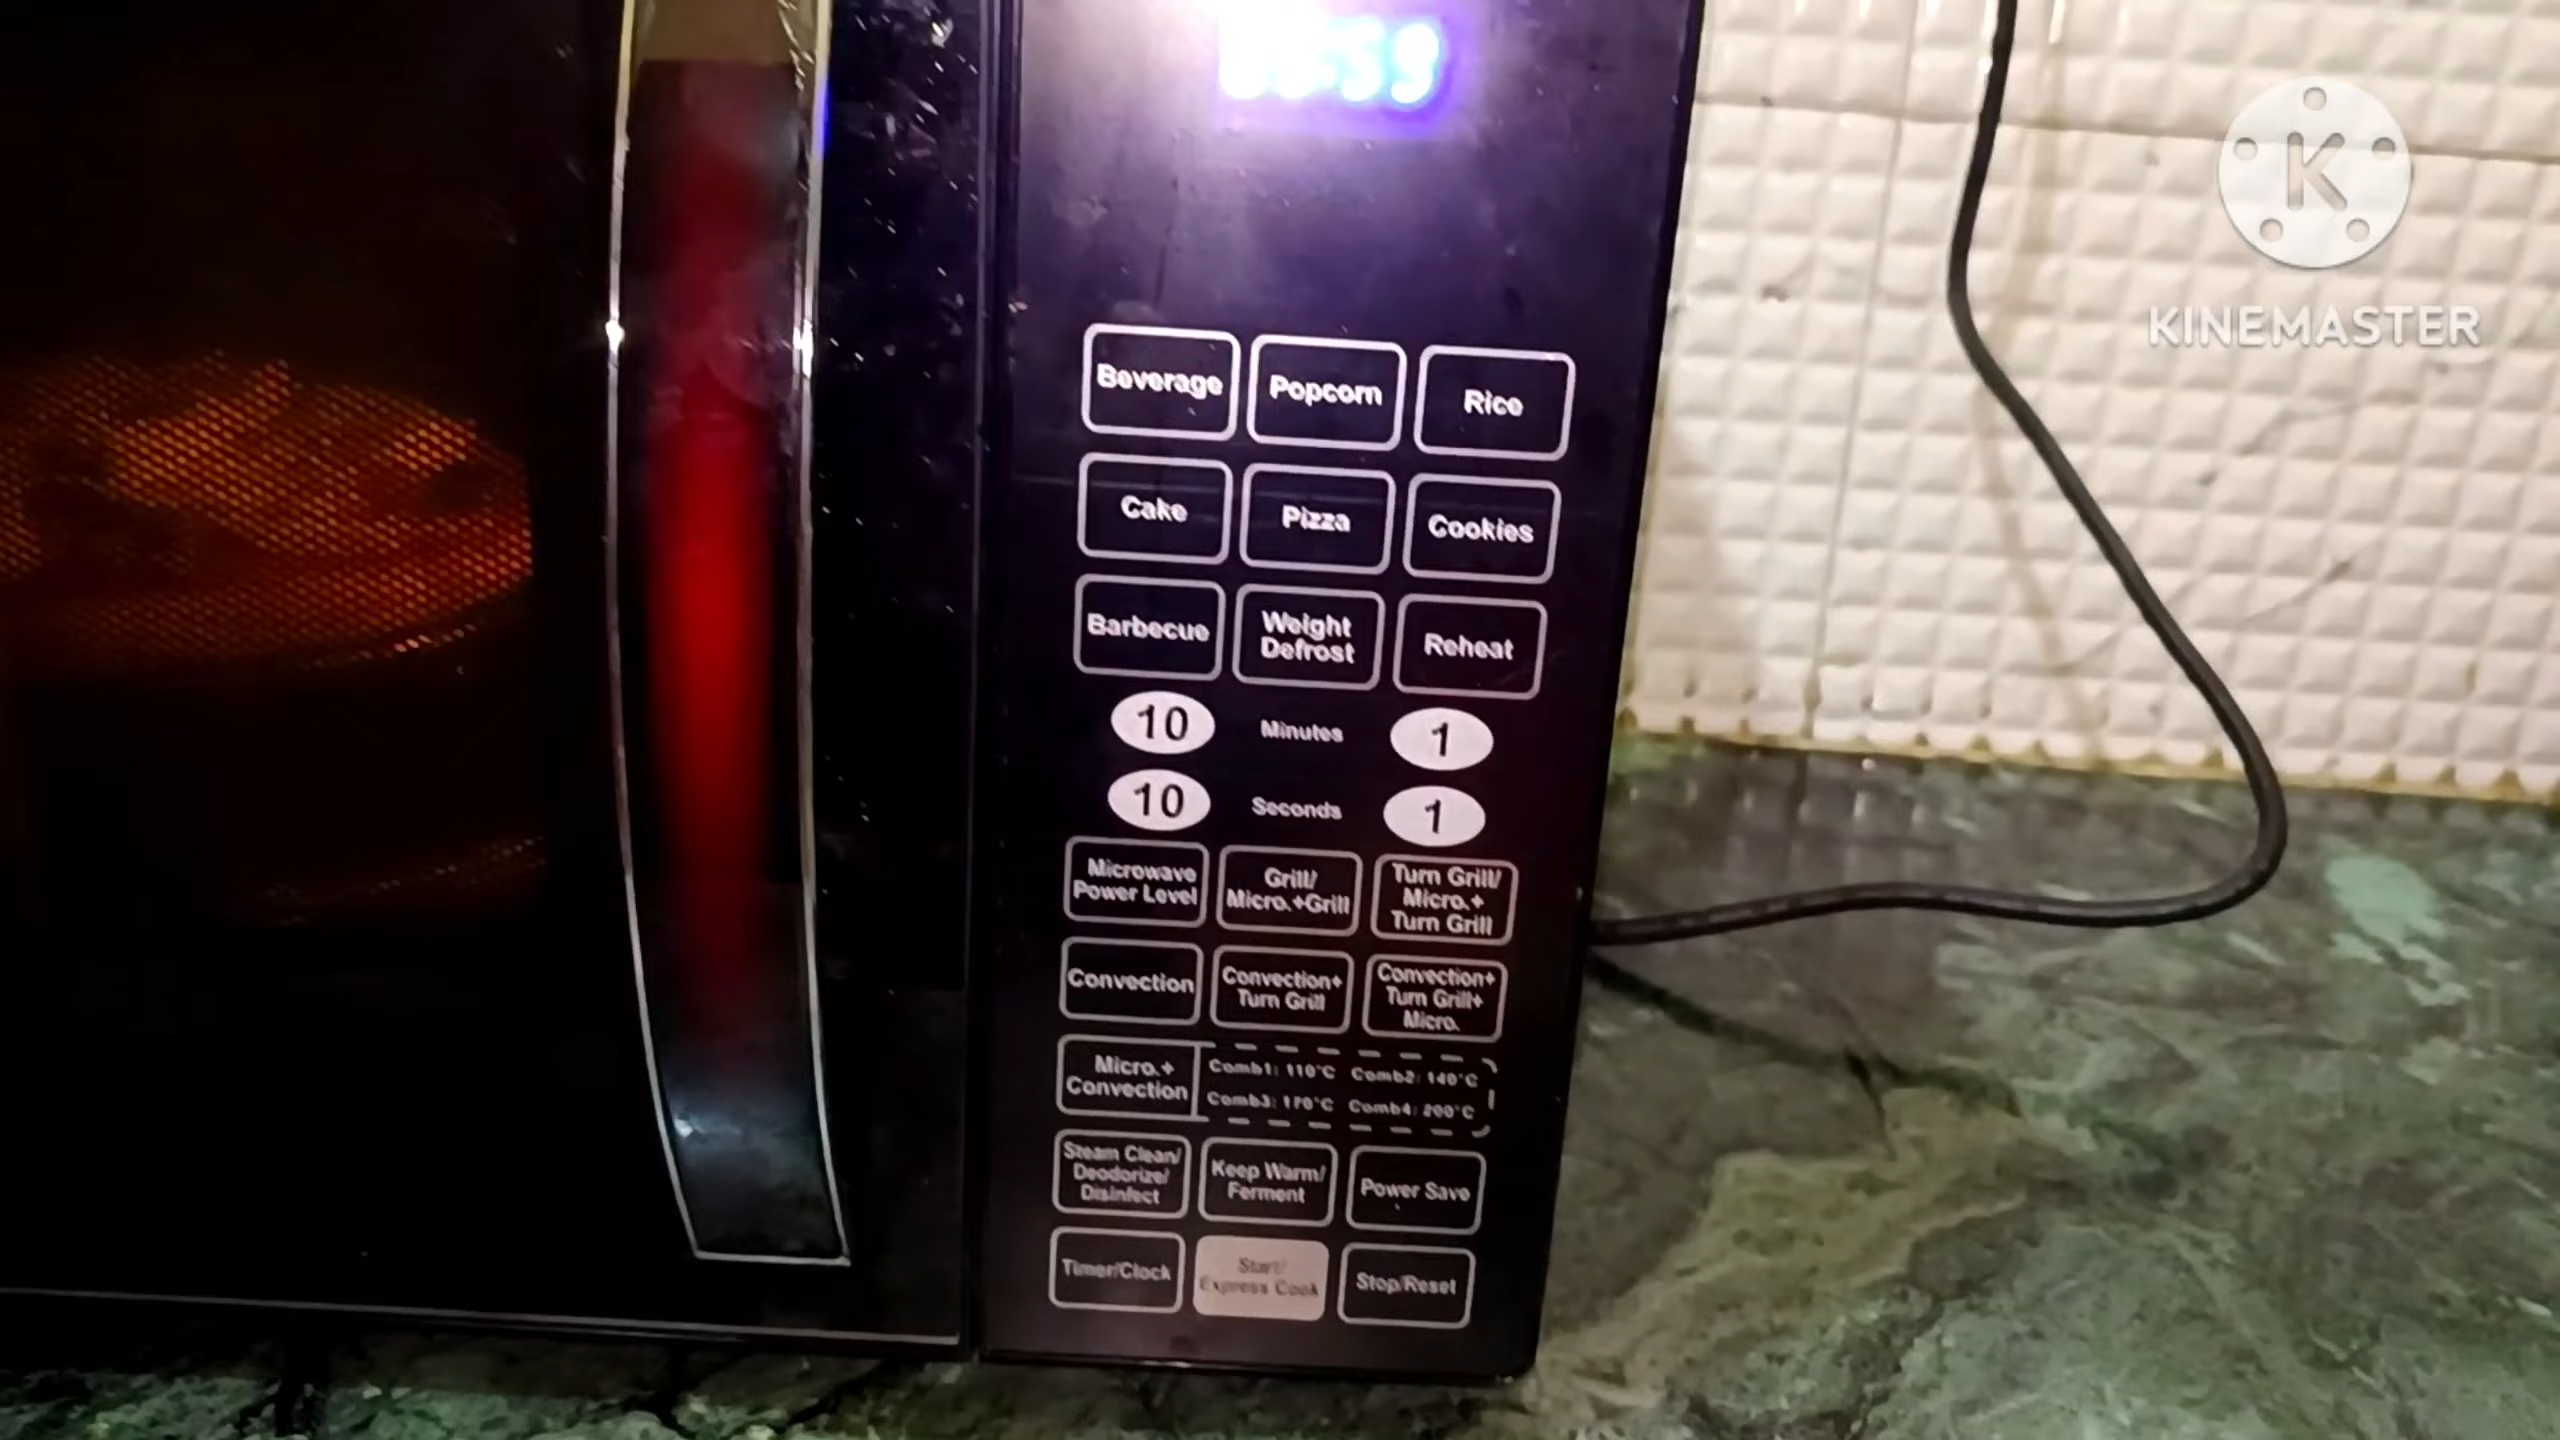 59
K
KINEMASTER
Beverage
Popcorn
Rice
Cake
Pizza
Cookies
Barbecue
Weight
Defrost
Reheat
10
Minutes
1
10
Seconds
1
Microwave
Power Level
Grill/
Micro.+Grill
Turn Grill/
Micro.+
Turn Grill
Convection
Convection+
Turn Grill
Convection+
Turn Grill+
Micro.
Micro.+
Convection
Comb1: 110°C Comb2: 140°C
Comb3: 170°C Comb4: 200°C
Steam Clean/
Deodorize/
Disinfect
Keep Warm/
Ferment
Power Save
Timer/Clock
Start/
Express Cook
Stop/Reset